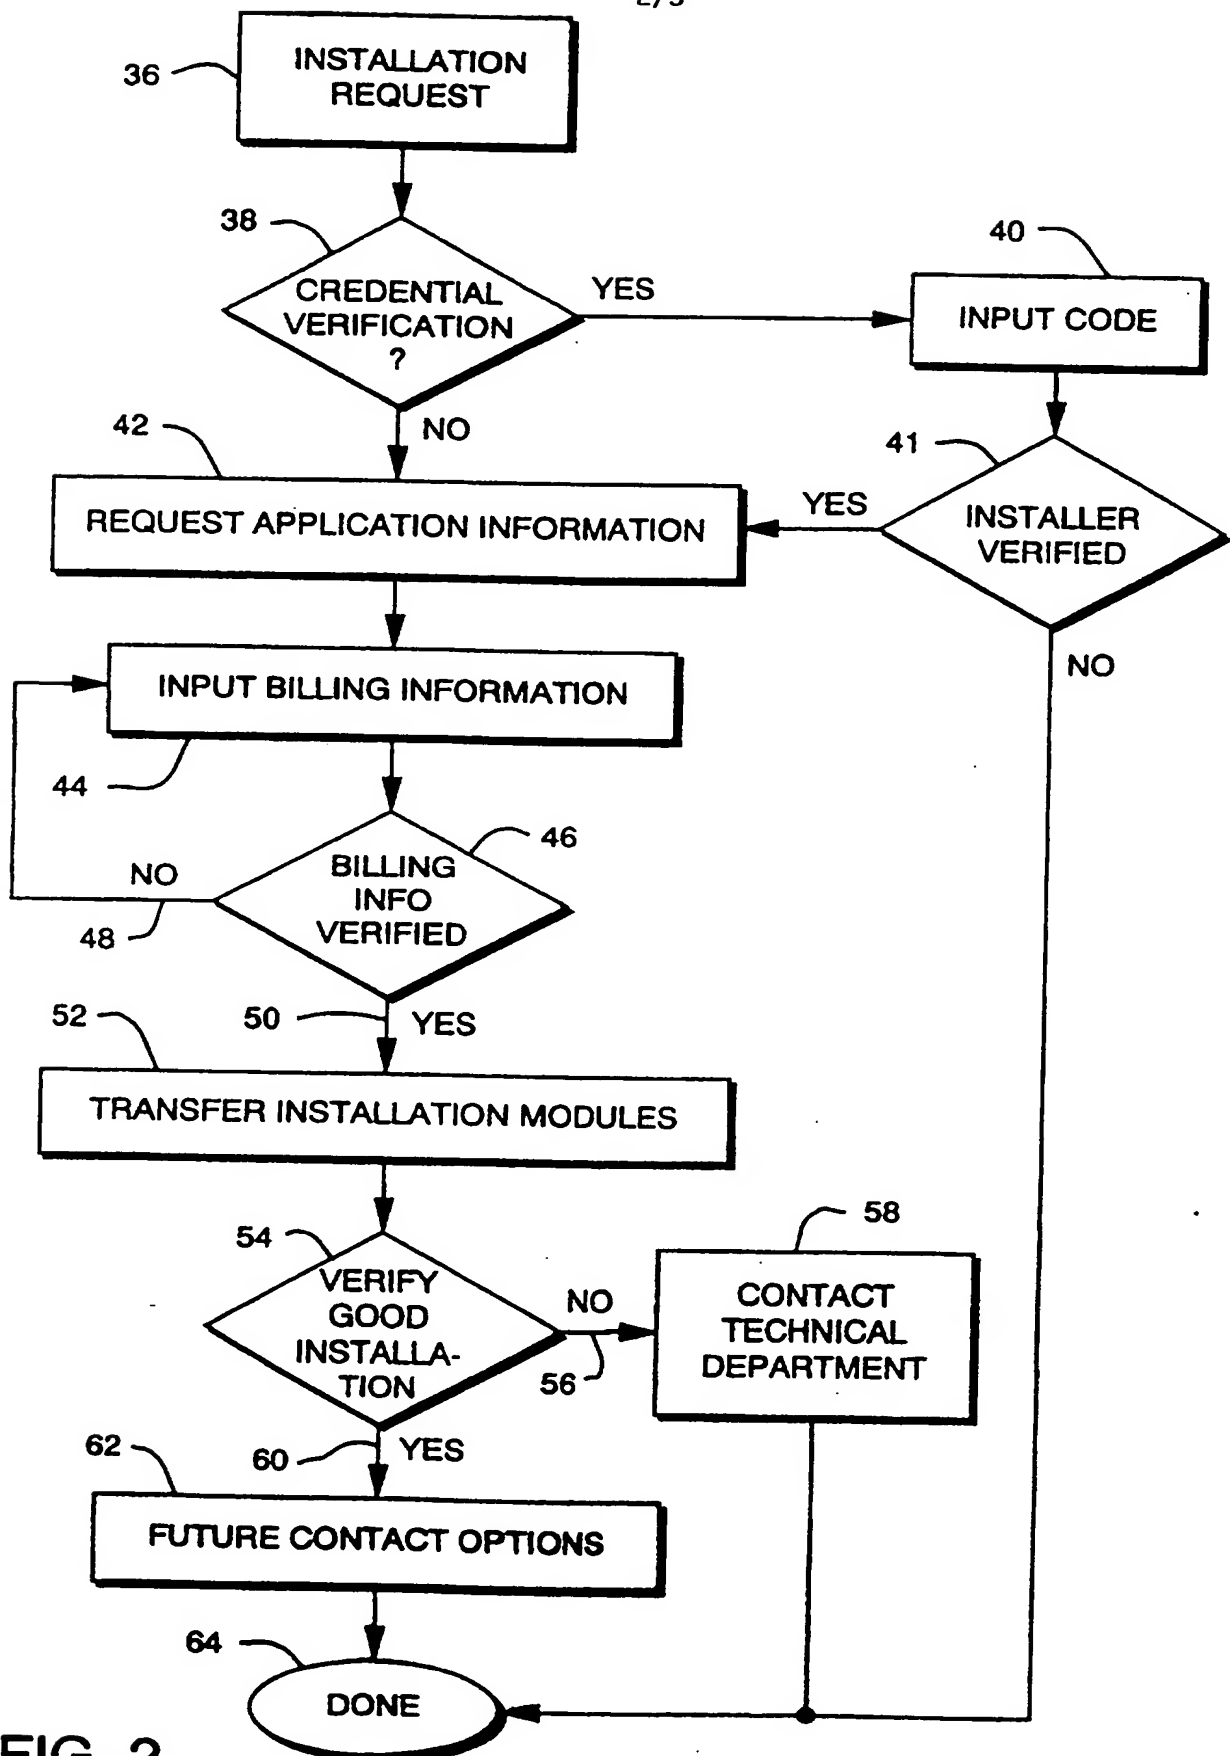 INSTALLATION
REQUEST
36
38
CREDENTIAL
VERIFICATION
?
YES
40
INPUT CODE
NO
42
REQUEST APPLICATION INFORMATION
YES
41
INSTALLER
VERIFIED
NO
INPUT BILLING INFORMATION
44
46
BILLING
INFO
VERIFIED
NO
48
50
YES
52
TRANSFER INSTALLATION MODULES
54
VERIFY
GOOD
INSTALLA-
TION
NO
56
58
CONTACT
TECHNICAL
DEPARTMENT
60
YES
62
FUTURE CONTACT OPTIONS
64
DONE
FIG. 2